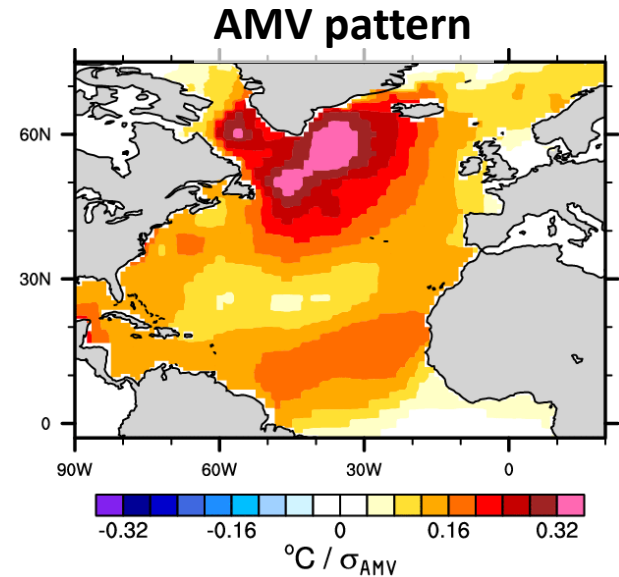 AMV pattern
60N
30N
0
90W 60W 30W 0
-0.32 -0.16 0 0.16 0.32
°C / σAMV